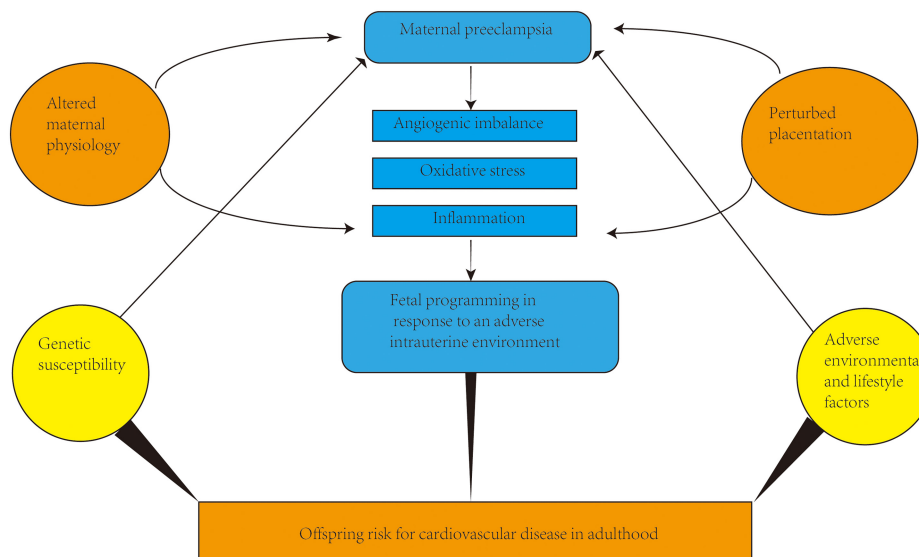 Maternal preeclampsia
Altered
maternal
physiology
Perturbed
placentation
Angiogenic imbalance
Oxidative stress
Inflammation
Fetal programming in
response to an adverse
intrauterine environment
Genetic
susceptibility
Adverse
environmenta
and lifestyle
factors
Offspring risk for cardiovascular disease in adulthood